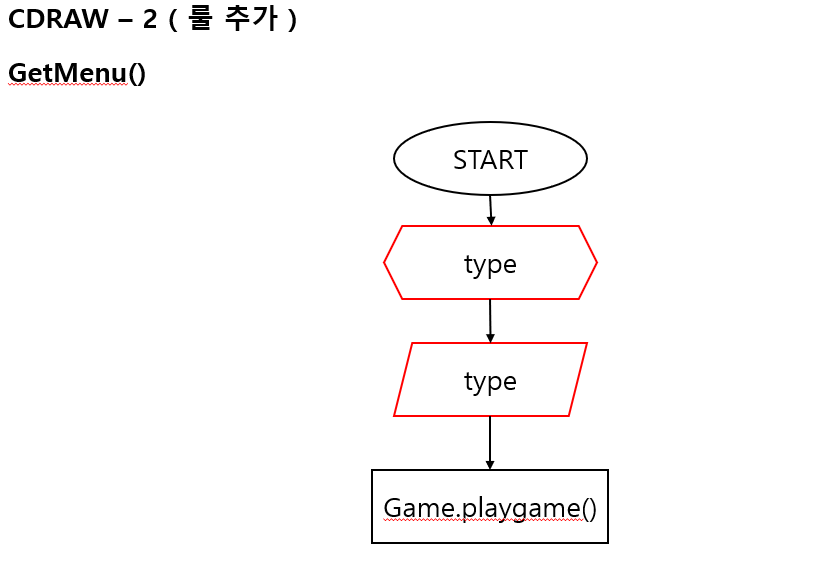 CDRAW – 2 ( 룰 추가 )
GetMenu()
START
type
type
Game.playgame()